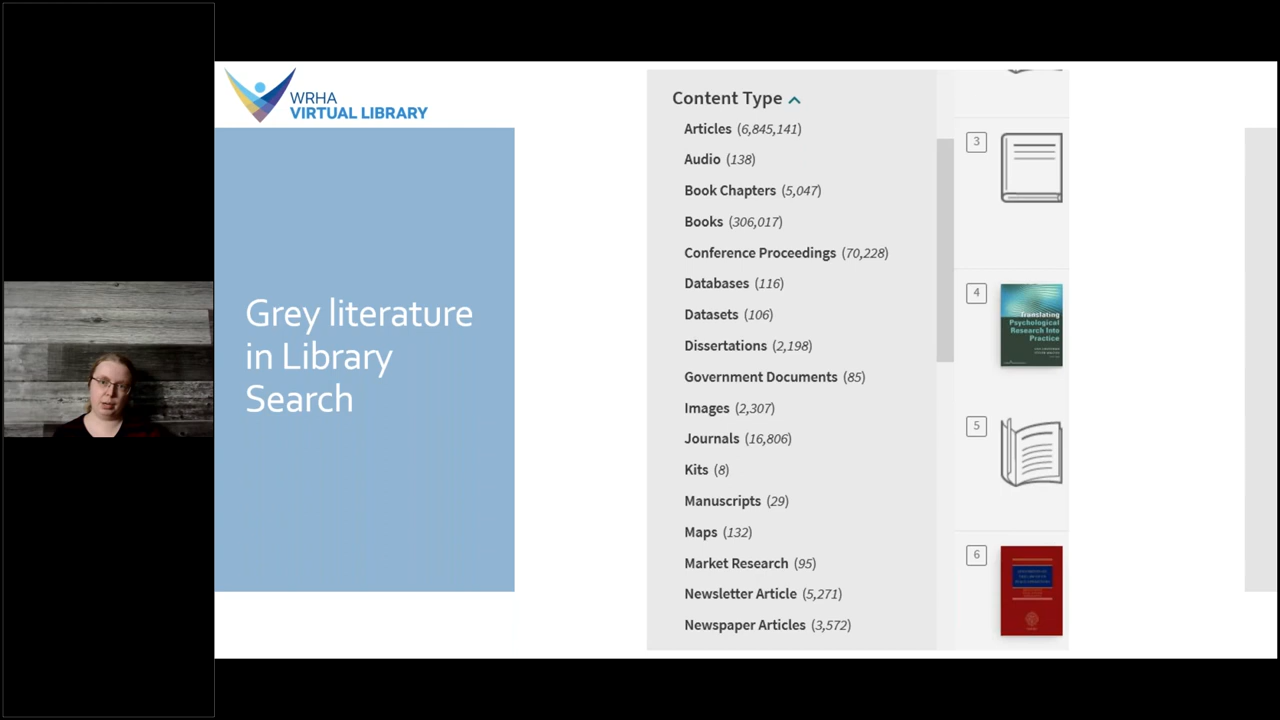 WRHA
VIRTUAL LIBRARY
Grey literature
in Library
Search
Content Type
Articles (6,845,141)
Audio (138)
Book Chapters (5,047)
Books (306,017)
Conference Proceedings (70,228)
Databases (116)
Datasets (106)
Dissertations (2,198)
Government Documents (85)
Images (2,307)
Journals (16,806)
Kits (8)
Manuscripts (29)
Maps (132)
Market Research (95)
Newsletter Article (5,271)
Newspaper Articles (3,572)
3
4
Translating
Psychological
Research Into
Practice
5
6